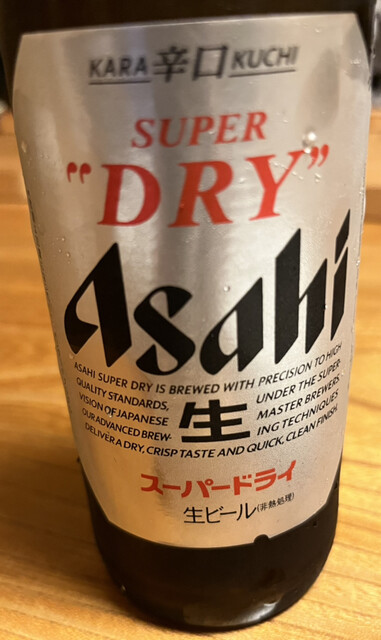 KARA 辛口 KUCHI
SUPER
"DRY"
Asahi
ASAHI SUPER DRY IS BREWED WITH PRECISION TO HIGH
QUALITY STANDARDS, UNDER THE SUPER-
VISION OF JAPANESE MASTER BREWERS.
OUR ADVANCED BREW- ING TECHNIQUES
DELIVER A DRY, CRISP TASTE AND QUICK, CLEAN FINISH.
生
スーパードライ
生ビール(非熱処理)